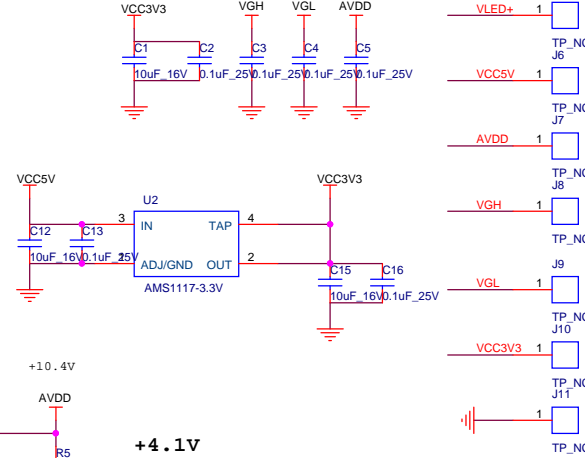 VCC3V3 VGH VGL AVDD
C1 C2 C3 C4 C5
10uF_16V 0.1uF_25V 0.1uF_25V 0.1uF_25V 0.1uF_25V
VLED+ 1
TP_NC
J6
VCC5V 1
TP_NC
J7
AVDD 1
TP_NC
J8
VGH 1
TP_NC
J9
VGL 1
TP_NC
J10
VCC3V3 1
TP_NC
J11
1
TP_NC
VCC5V
U2
VCC3V3
3 IN TAP 4
C12 C13
10uF_16V 0.1uF_25V
ADJ/GND OUT 2
AMS1117-3.3V
C15 C16
10uF_16V 0.1uF_25V
+10.4V
AVDD
R5
+4.1V